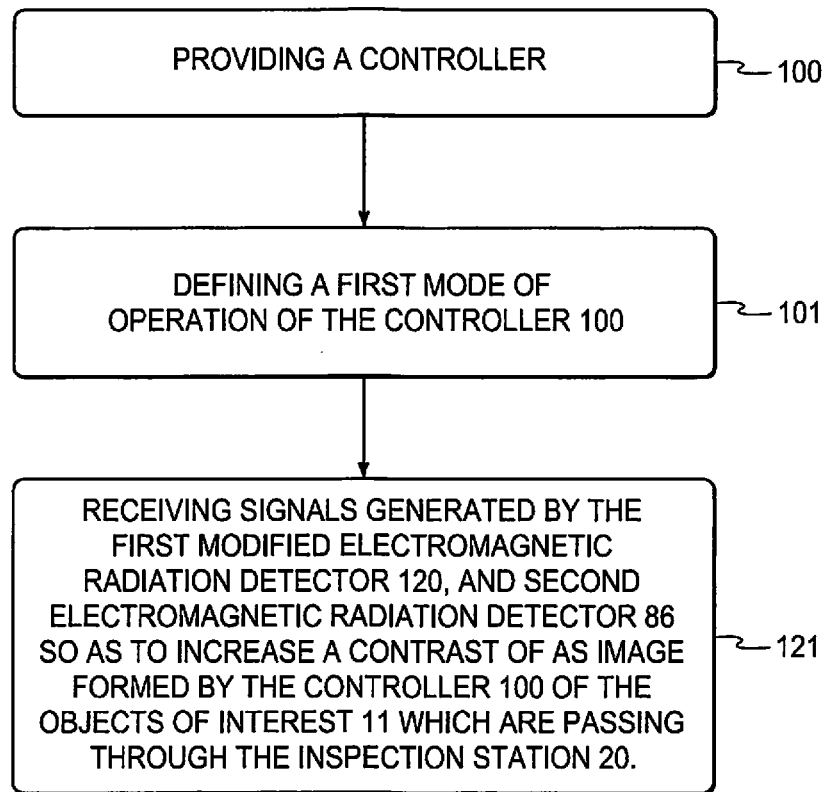 PROVIDING A CONTROLLER
100
DEFINING A FIRST MODE OF
OPERATION OF THE CONTROLLER 100
101
RECEIVING SIGNALS GENERATED BY THE
FIRST MODIFIED ELECTROMAGNETIC
RADIATION DETECTOR 120, AND SECOND
ELECTROMAGNETIC RADIATION DETECTOR 86
SO AS TO INCREASE A CONTRAST OF AS IMAGE
FORMED BY THE CONTROLLER 100 OF THE
OBJECTS OF INTEREST 11 WHICH ARE PASSING
THROUGH THE INSPECTION STATION 20.
121